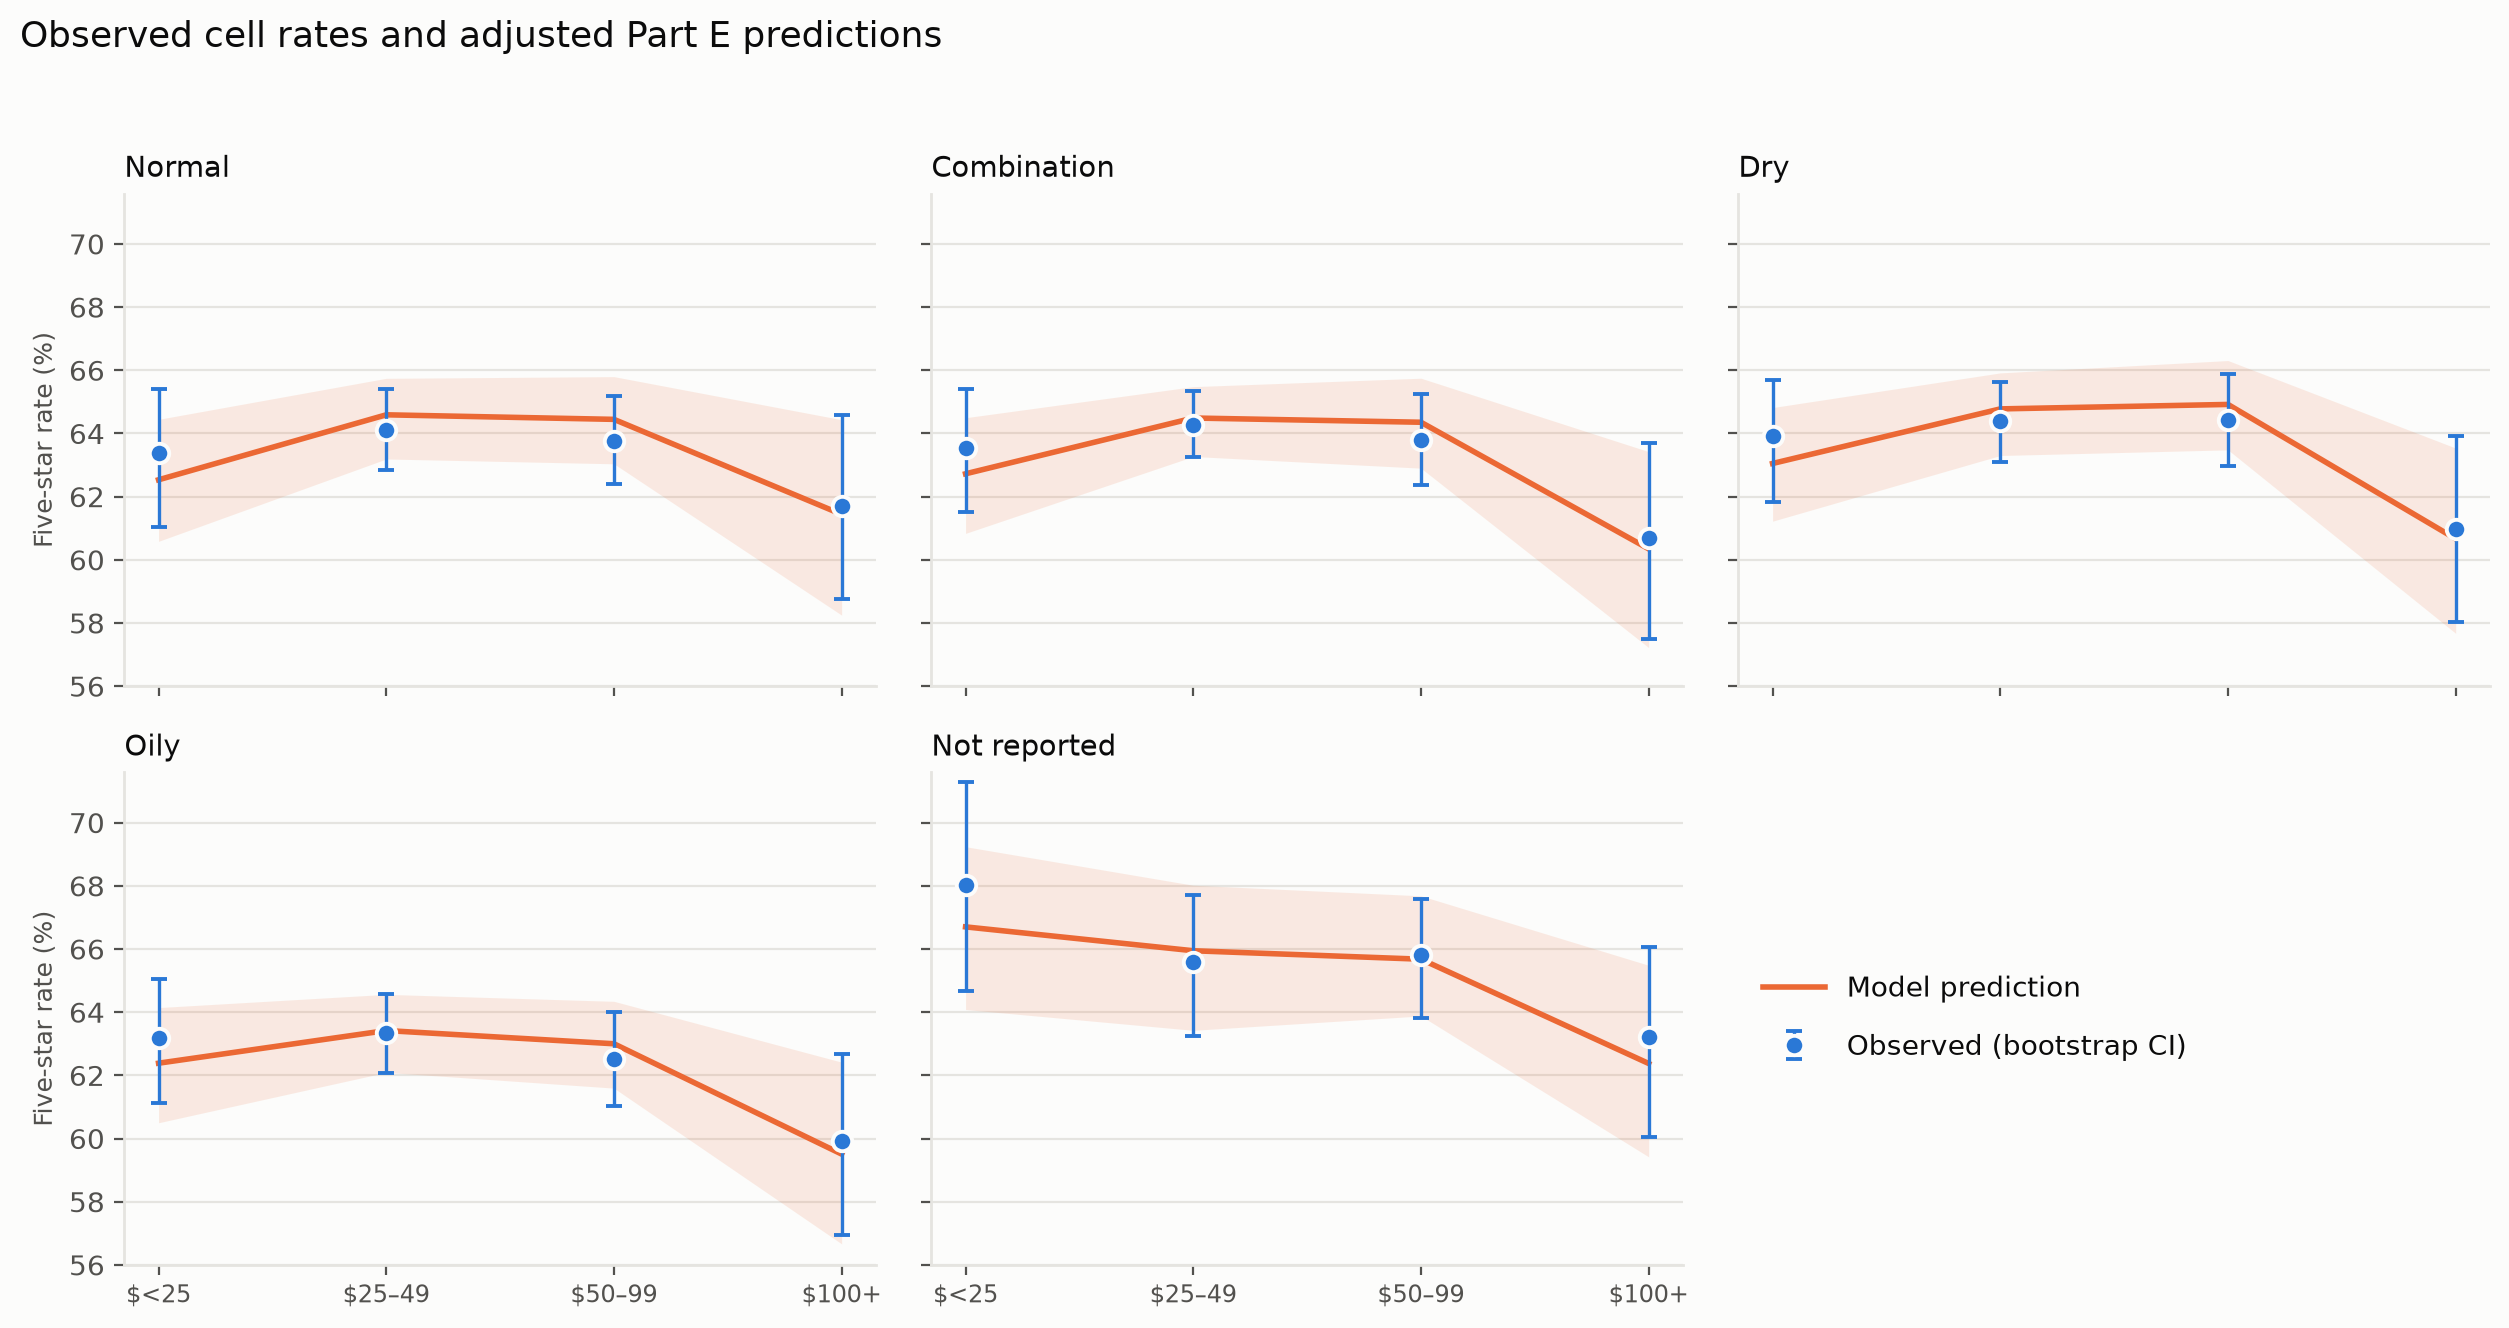 Observed cell rates and adjusted Part E predictions
Normal
Combination
Dry
Five-star rate (%)
70
68
66
64
62
60
58
56
Oily
Not reported
Five-star rate (%)
70
68
66
64
62
60
58
56
$<25
$25–49
$50–99
$100+
$<25
$25–49
$50–99
$100+
Model prediction
Observed (bootstrap CI)